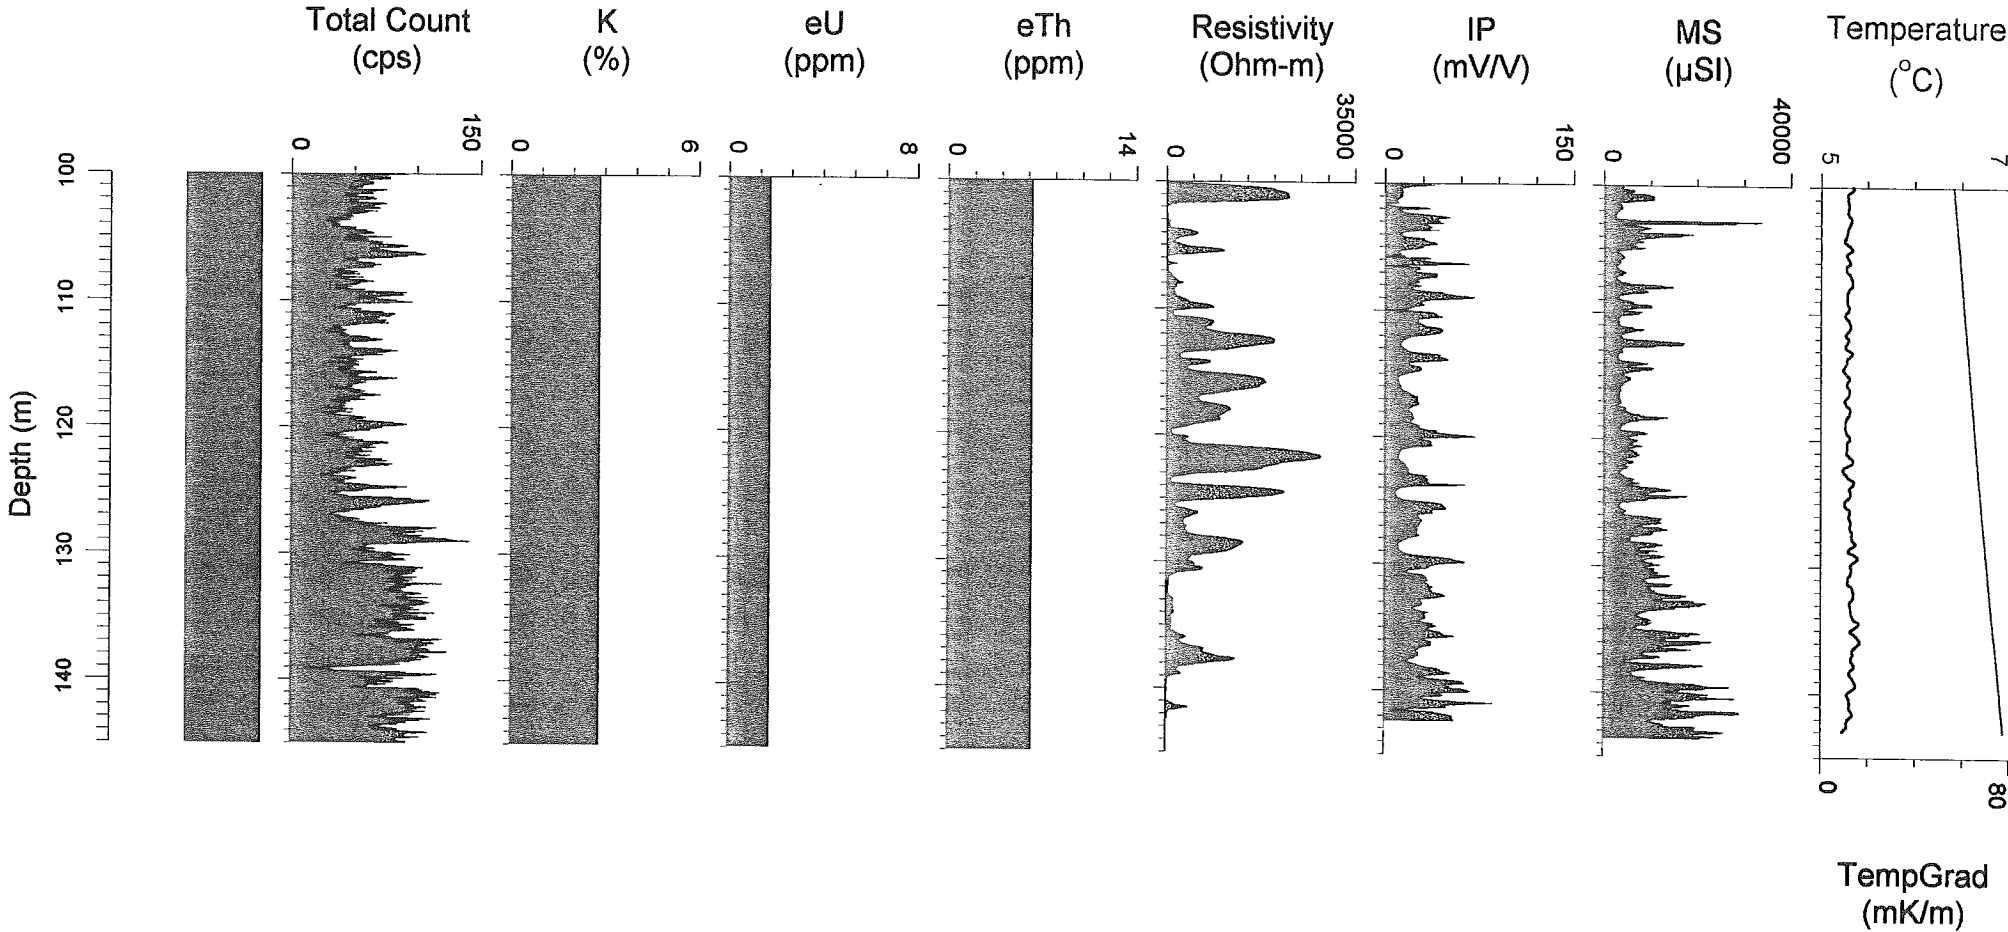 Total Count
(cps)
K
(%)
eU
(ppm)
eTh
(ppm)
Resistivity
(Ohm-m)
IP
(mV/V)
MS
(µSI)
Temperature
(°C)
0 150
0 6
0 8
0 14
0 35000
0 150
0 40000
5 7
Depth (m)
100
110
120
130
140
0 80
TempGrad
(mK/m)